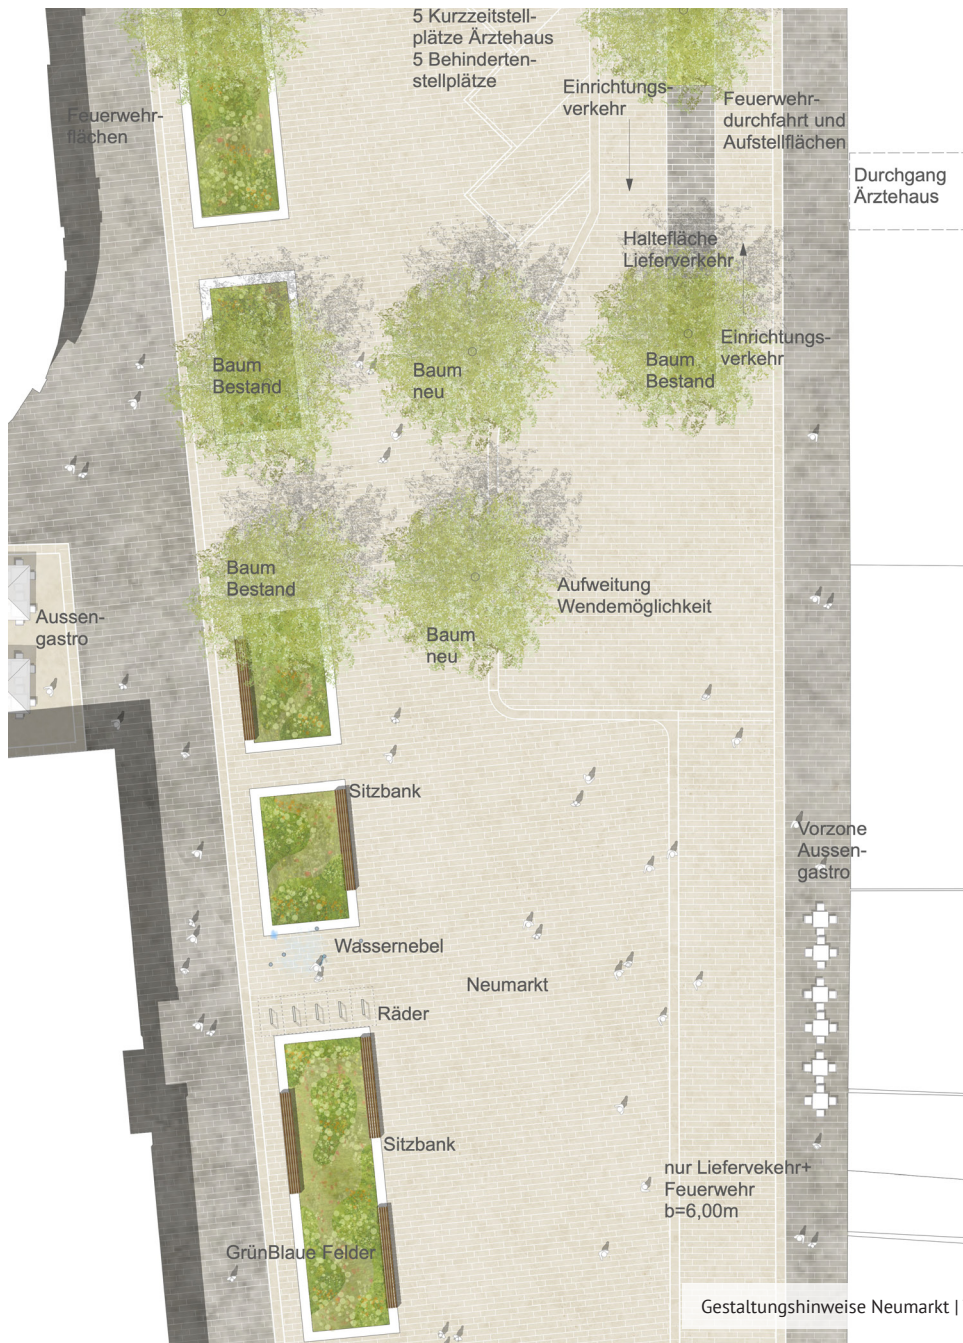 5 Kurzzeitstell-
plätze Ärztehaus
5 Behinderten-
stellplätze
Einrichtungs-
verkehr
Feuerwehr-
durchfahrt und
Aufstellflächen
Feuerwehr-
flächen
Durchgang
Ärztehaus
Haltefläche
Lieferverkehr
Einrichtungs-
verkehr
Baum
Bestand
Baum
neu
Baum
Bestand
Baum
Bestand
Aufweitung
Wendemöglichkeit
Aussen-
gastro
Baum
neu
Sitzbank
Vorzone
Aussen-
gastro
Wassernebel
Neumarkt
Räder
Sitzbank
nur Liefervekehr+
Feuerwehr
b=6,00m
GrünBlaue Felder
Gestaltungshinweise Neumarkt |